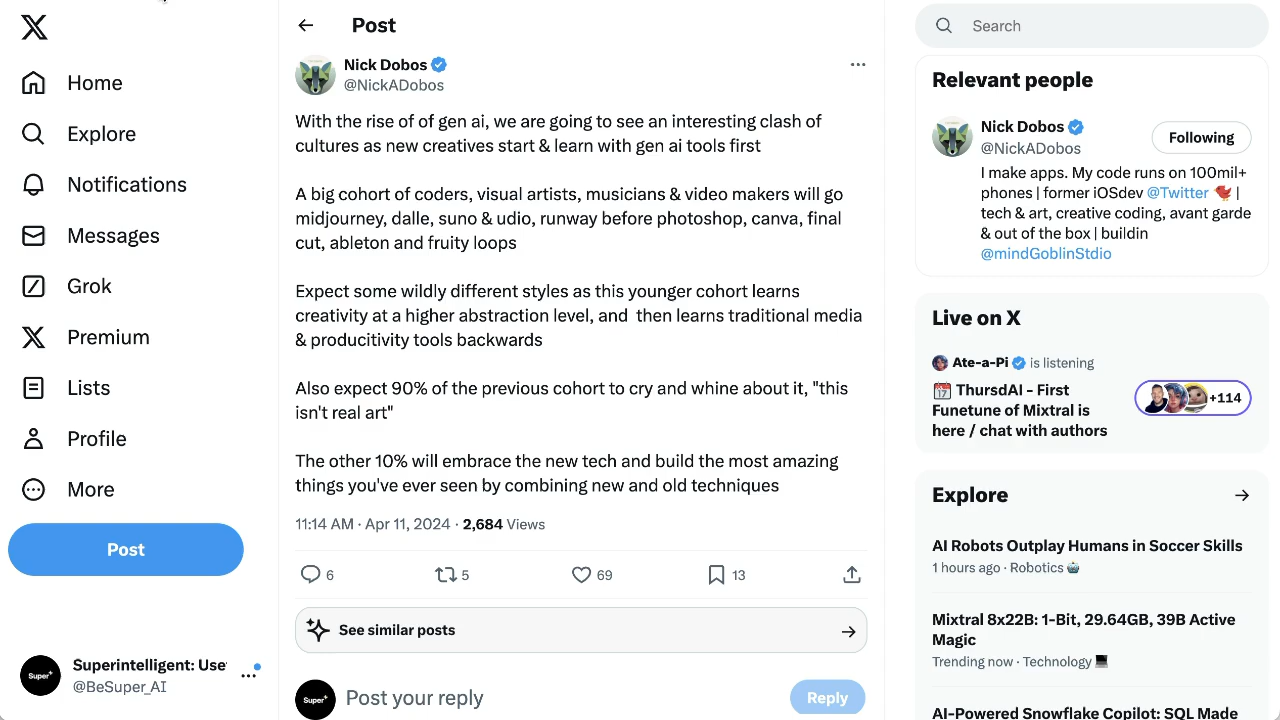 Home
Explore
Notifications
Messages
Grok
Premium
Lists
Profile
More
Post
Super+
Superintelligent: Use
@BeSuper_AI
Post
Nick Dobos
@NickADobos
With the rise of of gen ai, we are going to see an interesting clash of
cultures as new creatives start & learn with gen ai tools first
A big cohort of coders, visual artists, musicians & video makers will go
midjourney, dalle, suno & udio, runway before photoshop, canva, final
cut, ableton and fruity loops
Expect some wildly different styles as this younger cohort learns
creativity at a higher abstraction level, and  then learns traditional media
& producitivity tools backwards
Also expect 90% of the previous cohort to cry and whine about it, "this
isn't real art"
The other 10% will embrace the new tech and build the most amazing
things you've ever seen by combining new and old techniques
11:14 AM · Apr 11, 2024 · 2,684 Views
6 5 69 13
See similar posts
Super+
Post your reply
Reply
Search
Relevant people
Nick Dobos
@NickADobos
Following
I make apps. My code runs on 100mil+
phones | former iOSdev @Twitter |
tech & art, creative coding, avant garde
& out of the box | buildin
@mindGoblinStdio
Live on X
Ate-a-Pi is listening
ThursdAI - First
Funetune of Mixtral is
here / chat with authors
+114
Explore
AI Robots Outplay Humans in Soccer Skills
1 hours ago · Robotics
Mixtral 8x22B: 1-Bit, 29.64GB, 39B Active
Magic
Trending now · Technology
AI-Powered Snowflake Copilot: SQL Made